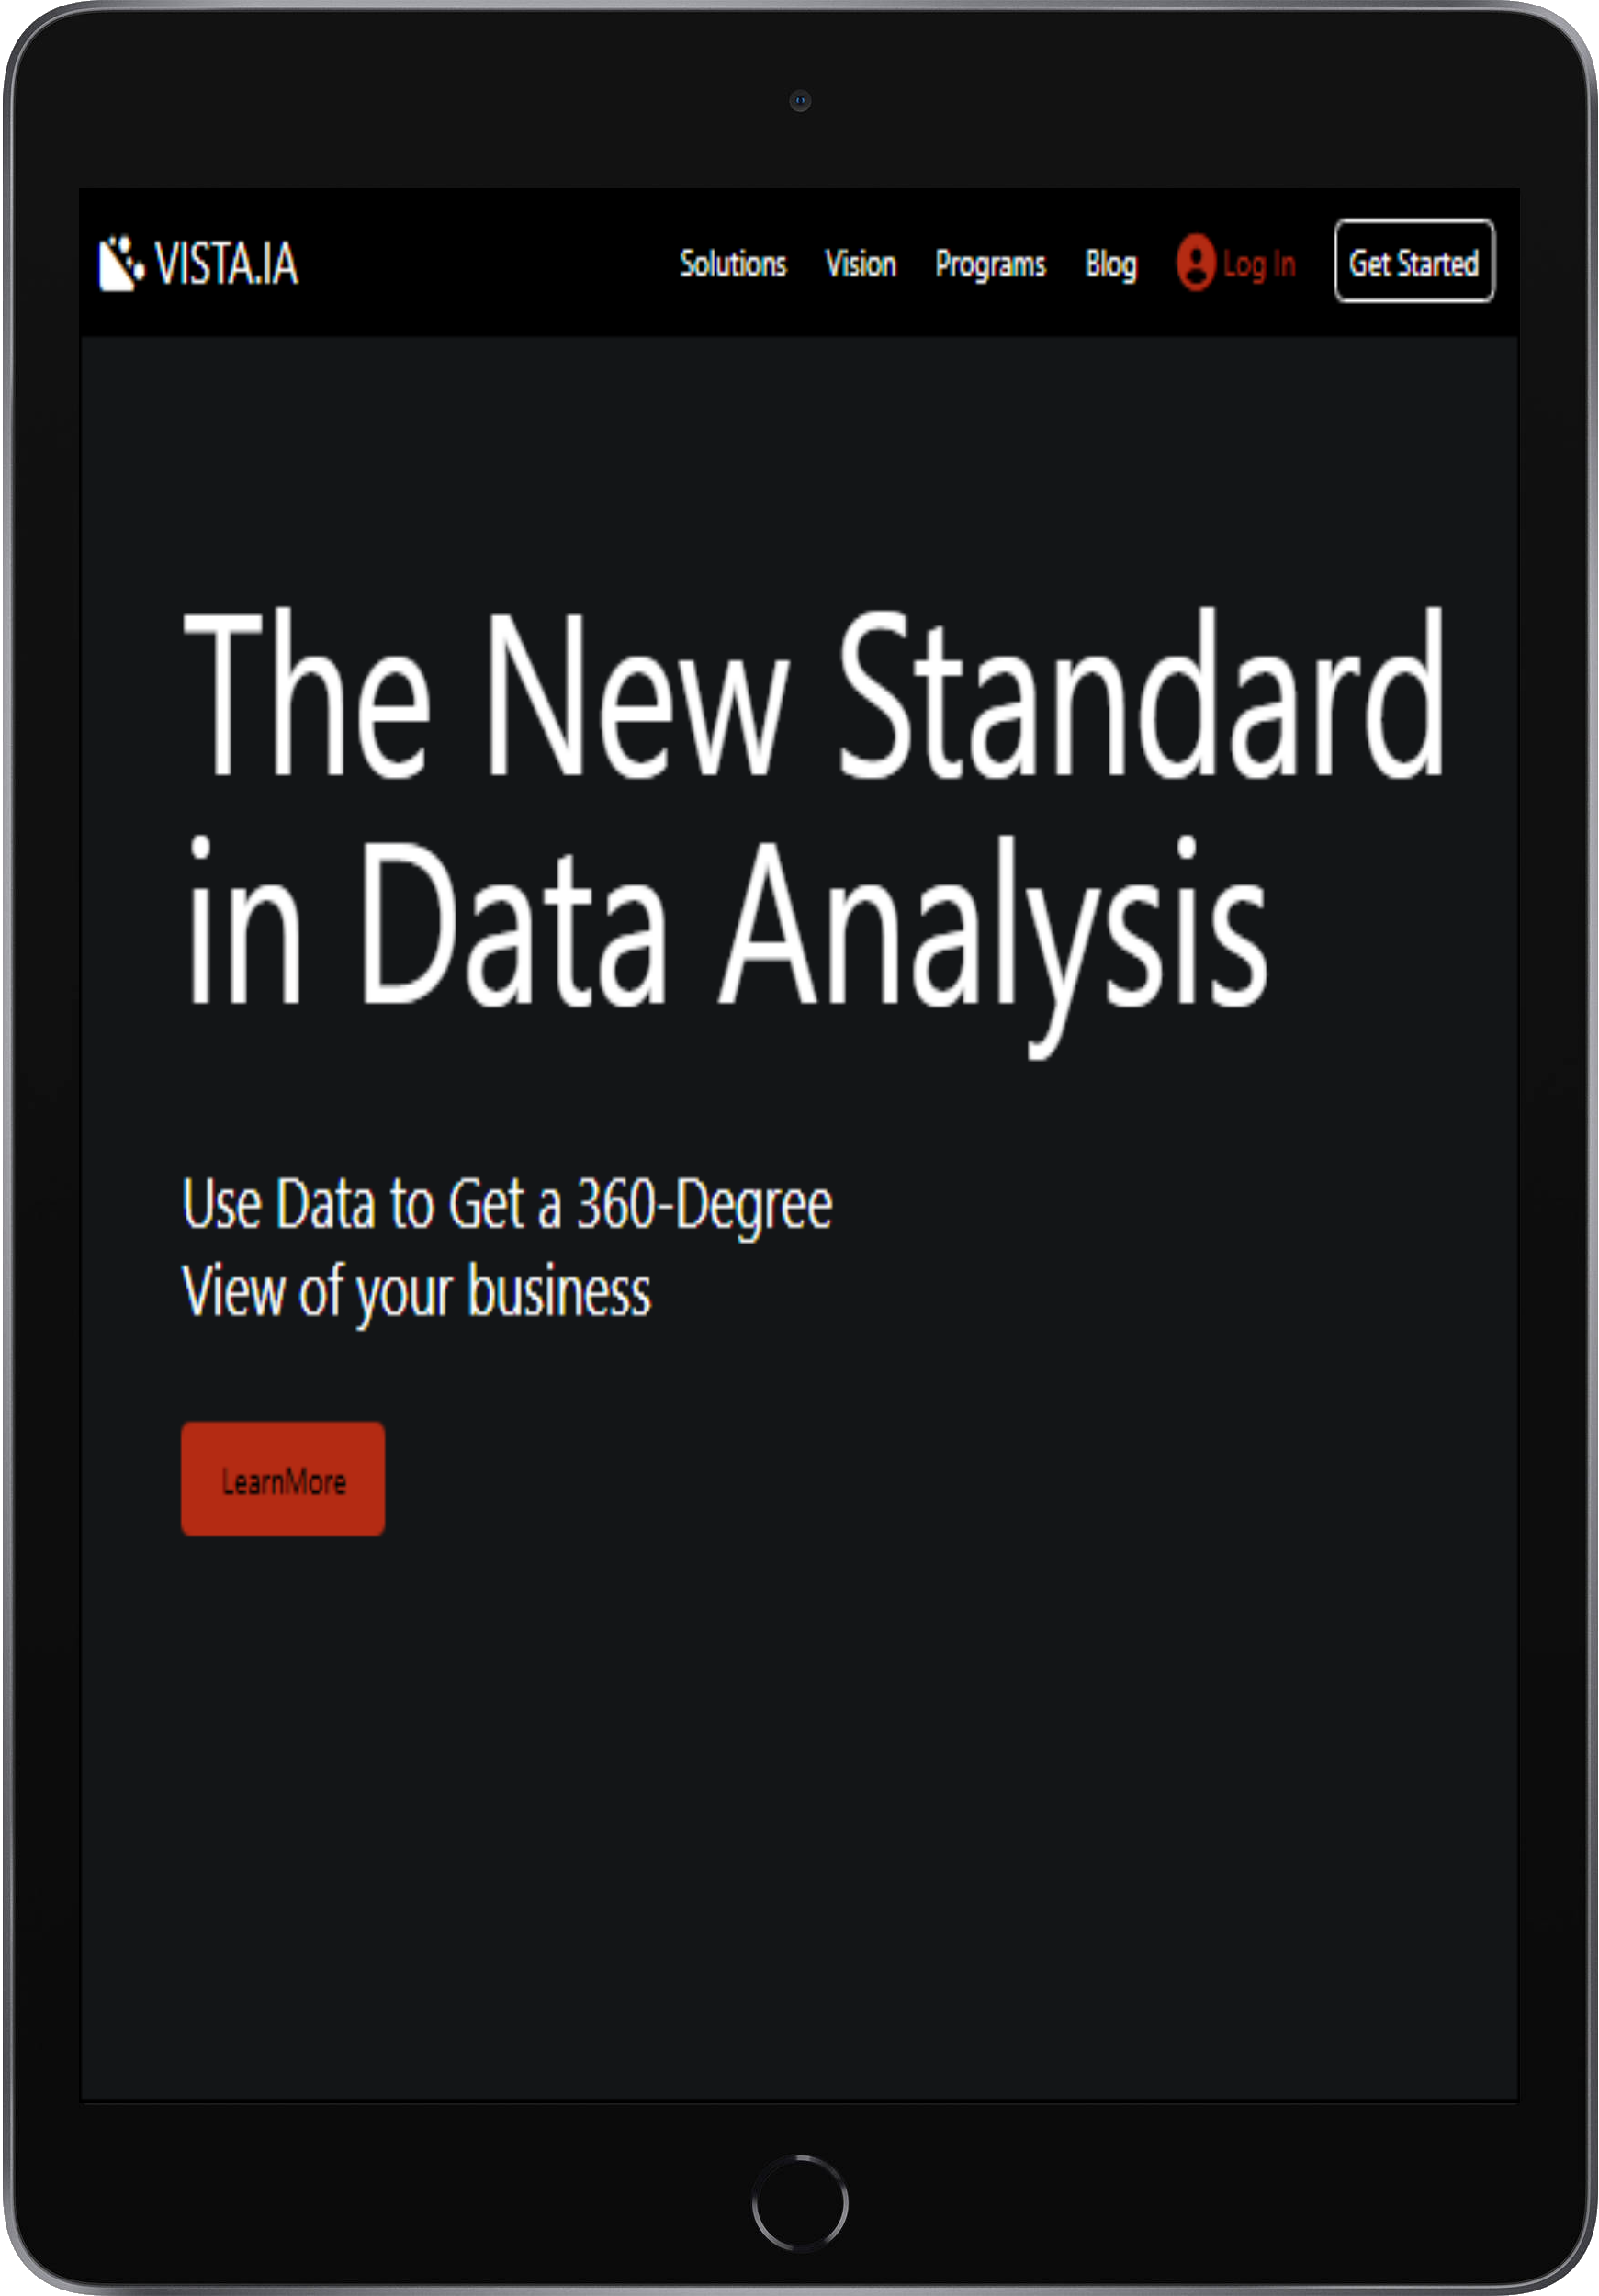 VISTA.IA Solutions Vision Programs Blog Log In Get Started
The New Standard
in Data Analysis
Use Data to Get a 360-Degree
View of your business
LearnMore